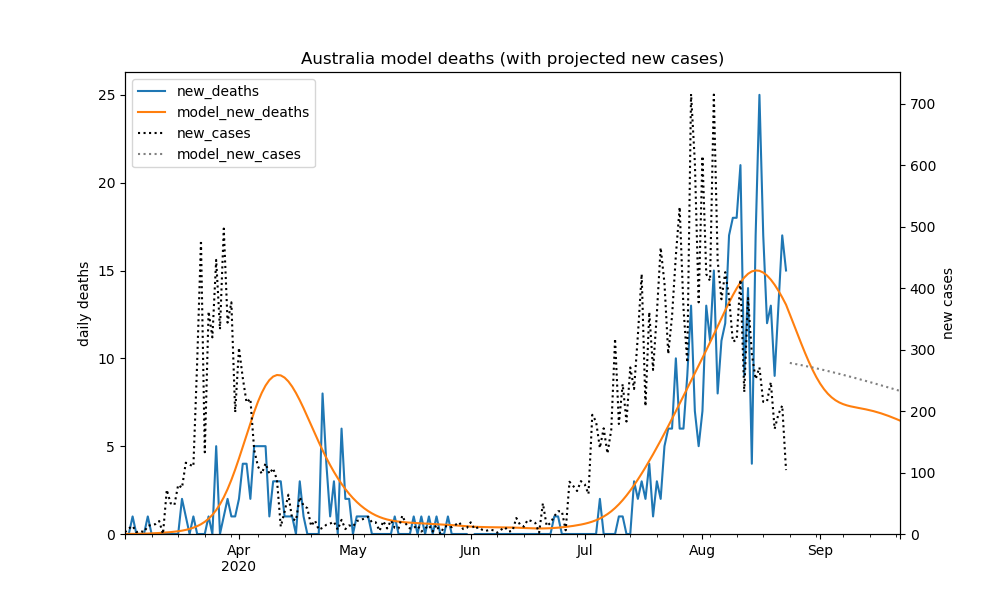 Australia model deaths (with projected new cases)
new_deaths
model_new_deaths
new_cases
model_new_cases
daily deaths
25
20
15
10
5
0
700
600
500
400
300
200
100
0
new cases
Apr
2020
May
Jun
Jul
Aug
Sep